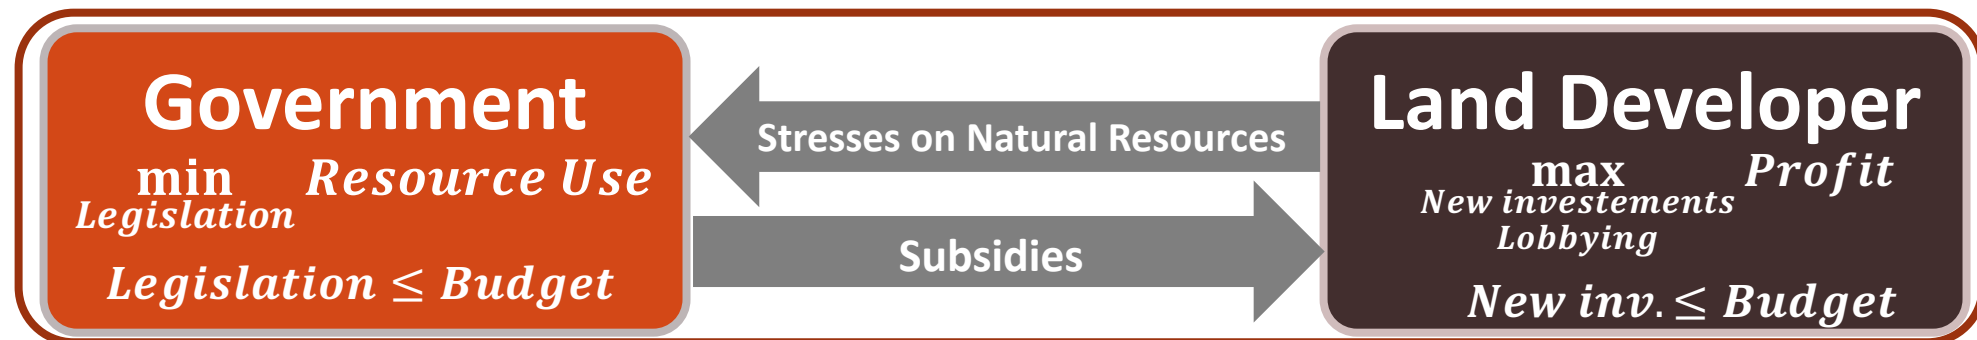 Government
min Resource Use
Legislation
Legislation ≤ Budget
Stresses on Natural Resources
Subsidies
Land Developer
max Profit
New investements
Lobbying
New inv. ≤ Budget